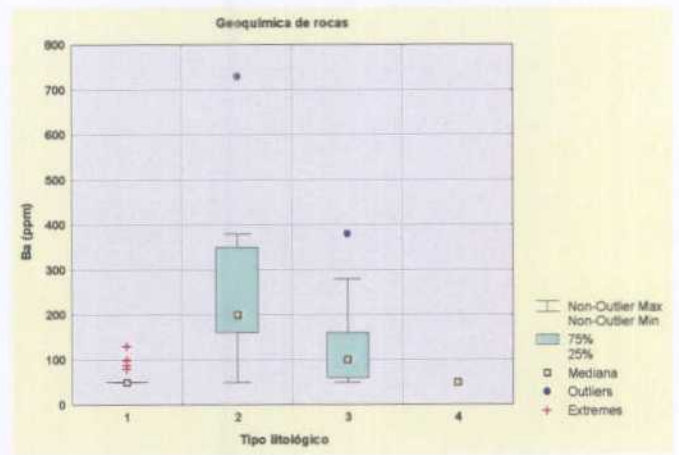 Geoquímica de rocas
800
700
600
500
400
300
200
100
0
Ba (ppm)
1 2 3 4
Tipo litológico
Non-Outlier Max
Non-Outlier Min
75%
25%
Mediana
Outliers
Extremes